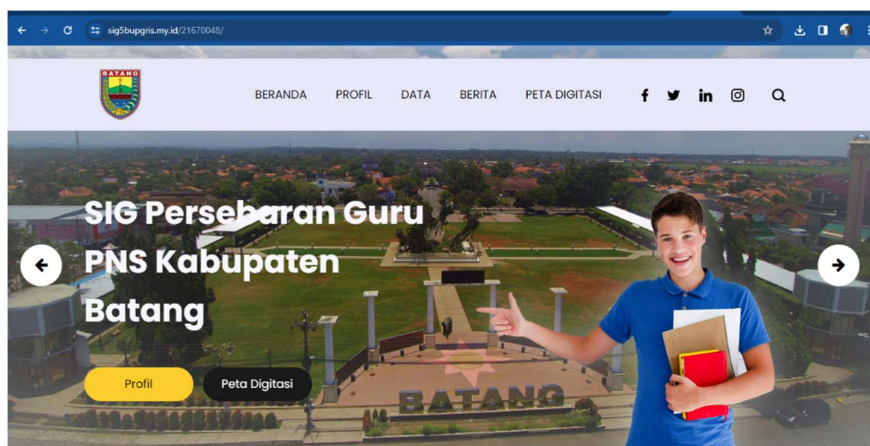 sig5bupgris.my.id/21670048/
BATANG
BERANDA PROFIL DATA BERITA PETA DIGITASI
SIG Persebaran Guru
PNS Kabupaten
Batang
Profil Peta Digitasi
BATANG